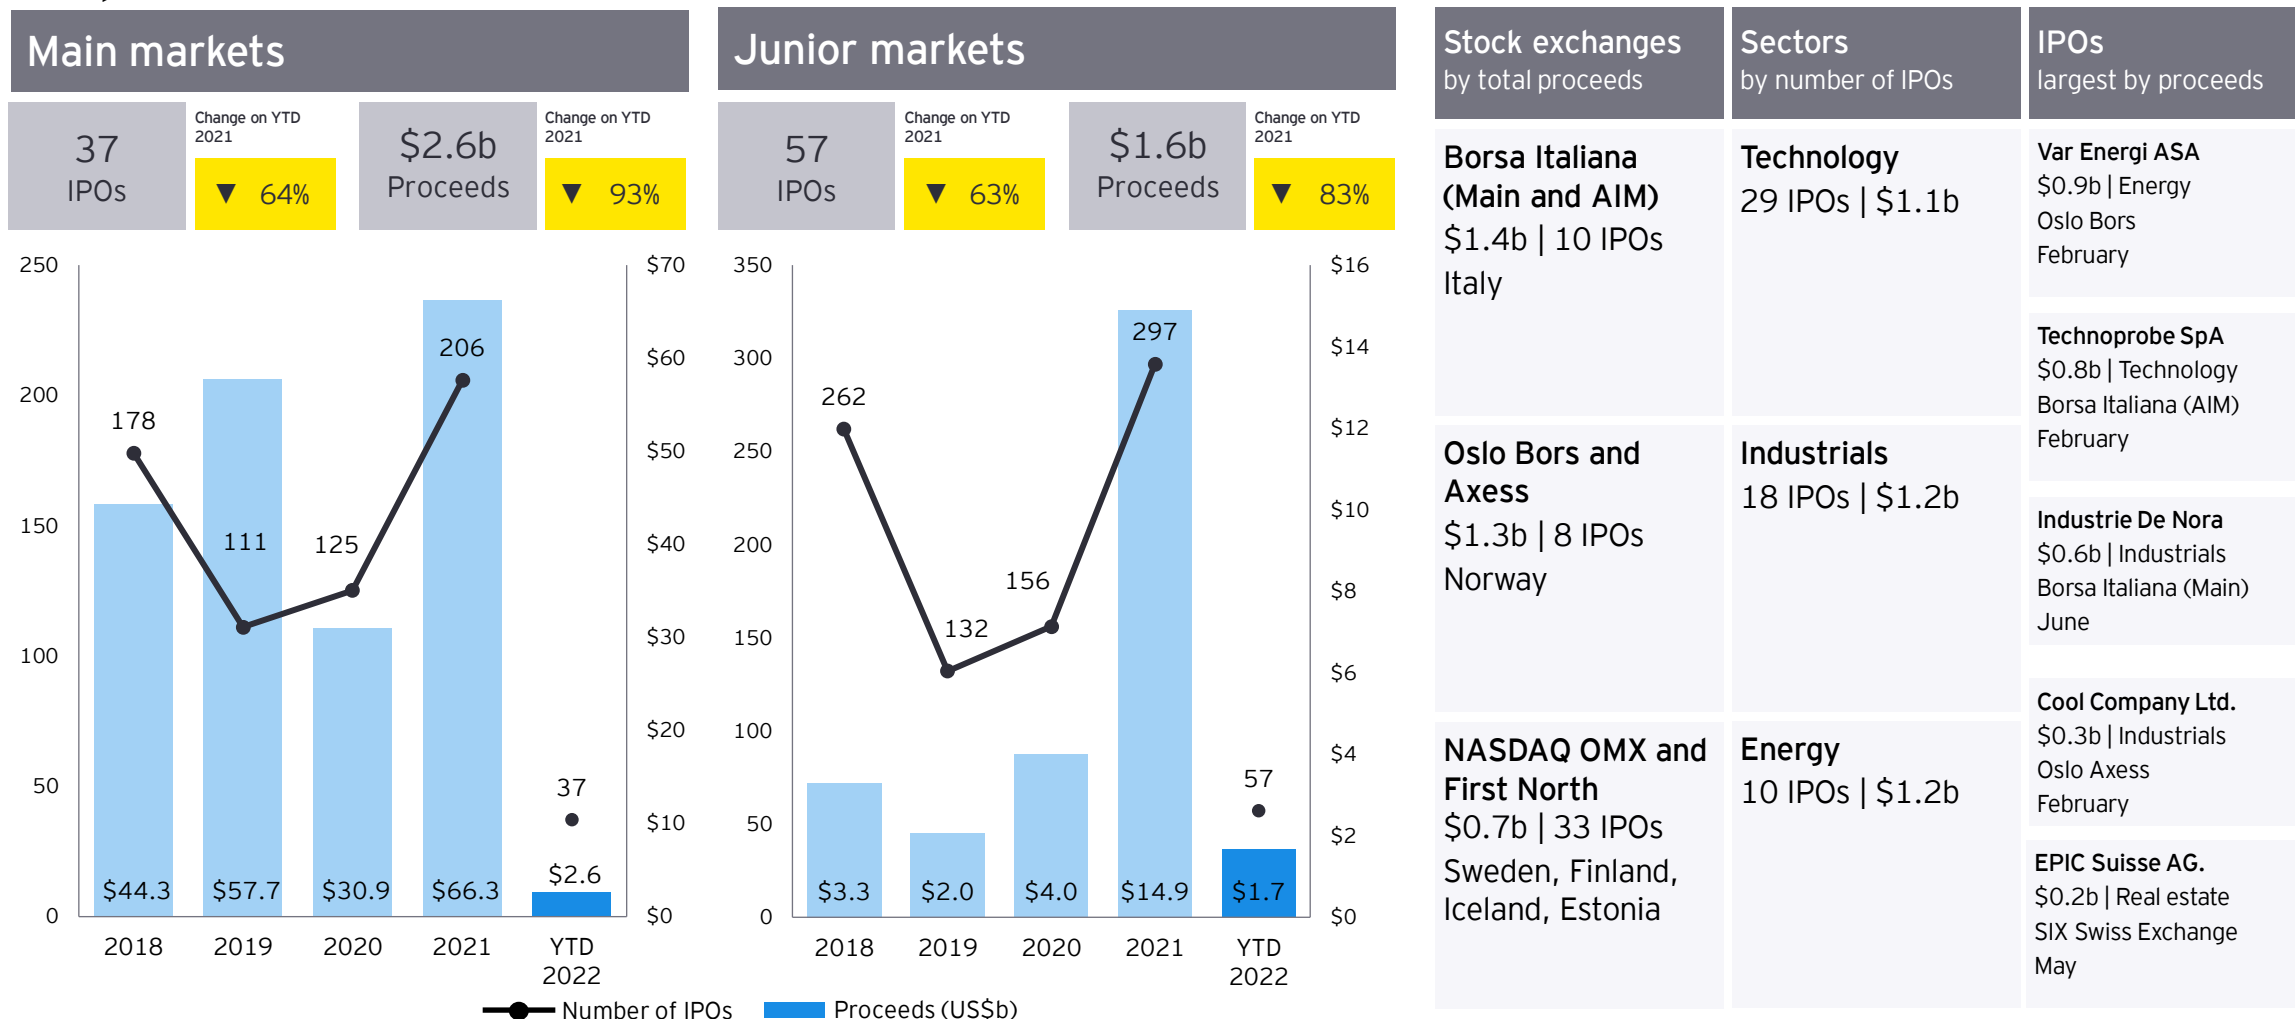 Main markets
37
IPOs
Change on YTD
2021
▼ 64%
$2.6b
Proceeds
Change on YTD
2021
▼ 93%
250
200
150
100
50
0
$70
$60
$50
$40
$30
$20
$10
$0
178
111
125
206
37
$44.3
$57.7
$30.9
$66.3
$2.6
2018
2019
2020
2021
YTD
2022
Junior markets
57
IPOs
Change on YTD
2021
▼ 63%
$1.6b
Proceeds
Change on YTD
2021
▼ 83%
350
300
250
200
150
100
50
0
$16
$14
$12
$10
$8
$6
$4
$2
$0
262
132
156
297
57
$3.3
$2.0
$4.0
$14.9
$1.7
2018
2019
2020
2021
YTD
2022
Number of IPOs
Proceeds (US$b)
Stock exchanges
by total proceeds
Borsa Italiana
(Main and AIM)
$1.4b | 10 IPOs
Italy
Oslo Bors and
Axess
$1.3b | 8 IPOs
Norway
NASDAQ OMX and
First North
$0.7b | 33 IPOs
Sweden, Finland,
Iceland, Estonia
Sectors
by number of IPOs
Technology
29 IPOs | $1.1b
Industrials
18 IPOs | $1.2b
Energy
10 IPOs | $1.2b
IPOs
largest by proceeds
Var Energi ASA
$0.9b | Energy
Oslo Bors
February
Technoprobe SpA
$0.8b | Technology
Borsa Italiana (AIM)
February
Industrie De Nora
$0.6b | Industrials
Borsa Italiana (Main)
June
Cool Company Ltd.
$0.3b | Industrials
Oslo Axess
February
EPIC Suisse AG.
$0.2b | Real estate
SIX Swiss Exchange
May